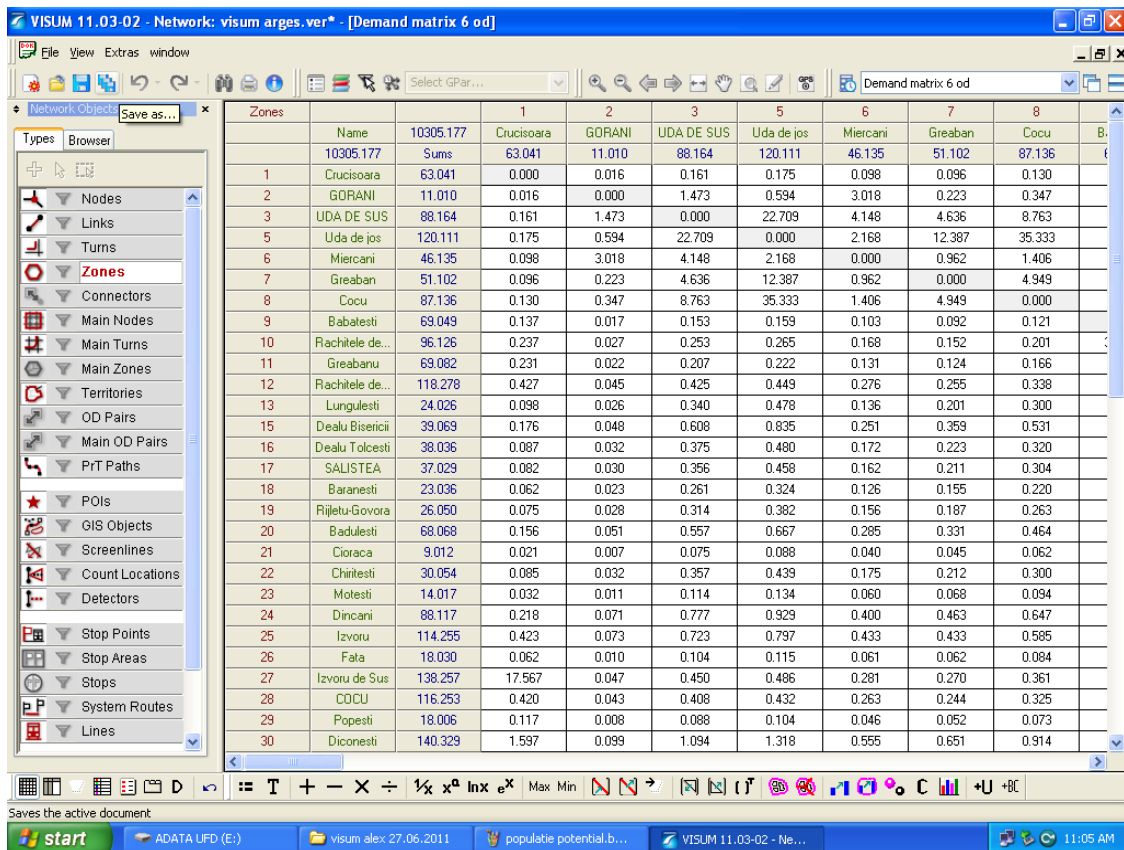 VISUM 11.03-02 - Network: visum arges.ver* - [Demand matrix 6 od]
File View Extras window
Select GPar... Demand matrix 6 od
Network Objects
Save as...
Types Browser
Nodes
Links
Turns
Zones
Connectors
Main Nodes
Main Turns
Main Zones
Territories
OD Pairs
Main OD Pairs
PrT Paths
POIs
GIS Objects
Screenlines
Count Locations
Detectors
Stop Points
Stop Areas
Stops
System Routes
Lines
Zones 1 2 3 5 6 7 8
Name 10305.177 Crucisoara GORANI UDA DE SUS Uda de jos Miercani Greaban Cocu
10305.177 Sums 63.041 11.010 88.164 120.111 46.135 51.102 87.136
1 Crucisoara 63.041 0.000 0.016 0.161 0.175 0.098 0.096 0.130
2 GORANI 11.010 0.016 0.000 1.473 0.594 3.018 0.223 0.347
3 UDA DE SUS 88.164 0.161 1.473 0.000 22.709 4.148 4.636 8.763
5 Uda de jos 120.111 0.175 0.594 22.709 0.000 2.168 12.387 35.333
6 Miercani 46.135 0.098 3.018 4.148 2.168 0.000 0.962 1.406
7 Greaban 51.102 0.096 0.223 4.636 12.387 0.962 0.000 4.949
8 Cocu 87.136 0.130 0.347 8.763 35.333 1.406 4.949 0.000
9 Babatesti 69.049 0.137 0.017 0.153 0.159 0.103 0.092 0.121
10 Rachitele de... 96.126 0.237 0.027 0.253 0.265 0.168 0.152 0.201
11 Greabanu 69.082 0.231 0.022 0.207 0.222 0.131 0.124 0.166
12 Rachitele de... 118.278 0.427 0.045 0.425 0.449 0.276 0.255 0.338
13 Lungulesti 24.026 0.098 0.026 0.340 0.478 0.136 0.201 0.300
15 Dealu Bisericii 39.069 0.176 0.048 0.608 0.835 0.251 0.359 0.531
16 Dealu Tolcesti 38.036 0.087 0.032 0.375 0.480 0.172 0.223 0.320
17 SALISTEA 37.029 0.082 0.030 0.356 0.458 0.162 0.211 0.304
18 Baranesti 23.036 0.062 0.023 0.261 0.324 0.126 0.155 0.220
19 Rijletu-Govora 26.050 0.075 0.028 0.314 0.382 0.156 0.187 0.263
20 Badulesti 68.068 0.156 0.051 0.557 0.667 0.285 0.331 0.464
21 Cioraca 9.012 0.021 0.007 0.075 0.088 0.040 0.045 0.062
22 Chiritesti 30.054 0.085 0.032 0.357 0.439 0.175 0.212 0.300
23 Motesti 14.017 0.032 0.011 0.114 0.134 0.060 0.068 0.094
24 Dincani 88.117 0.218 0.071 0.777 0.929 0.400 0.463 0.647
25 Izvoru 114.255 0.423 0.073 0.723 0.797 0.433 0.433 0.585
26 Fata 18.030 0.062 0.010 0.104 0.115 0.061 0.062 0.084
27 Izvoru de Sus 138.257 17.567 0.047 0.450 0.486 0.281 0.270 0.361
28 COCU 116.253 0.420 0.043 0.408 0.432 0.263 0.244 0.325
29 Popesti 18.006 0.117 0.008 0.088 0.104 0.046 0.052 0.073
30 Diconesti 140.329 1.597 0.099 1.094 1.318 0.555 0.651 0.914
D := T + − × ÷ 1/x xª lnx eˣ Max Min C +U +BC
Saves the active document
start ADATA UFD (E:) visum alex 27.06.2011 populatie potential.b... VISUM 11.03-02 - Ne... 11:05 AM